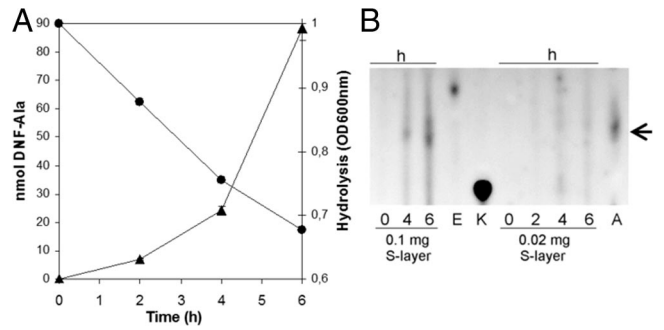 A
nmol DNF-Ala
90
80
70
60
50
40
30
20
10
0
0 1 2 3 4 5 6
Time (h)
1
0,9
0,8
0,7
0,6
Hydrolysis (OD600nm)
B
h h
0 4 6 E K 0 2 4 6 A
0.1 mg 0.02 mg
S-layer S-layer